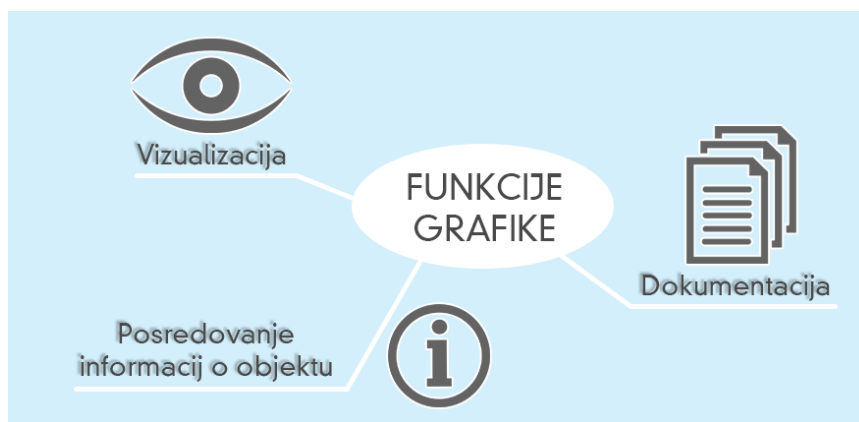 Vizualizacija
FUNKCIJE
GRAFIKE
Dokumentacija
Posredovanje
informacij o objektu